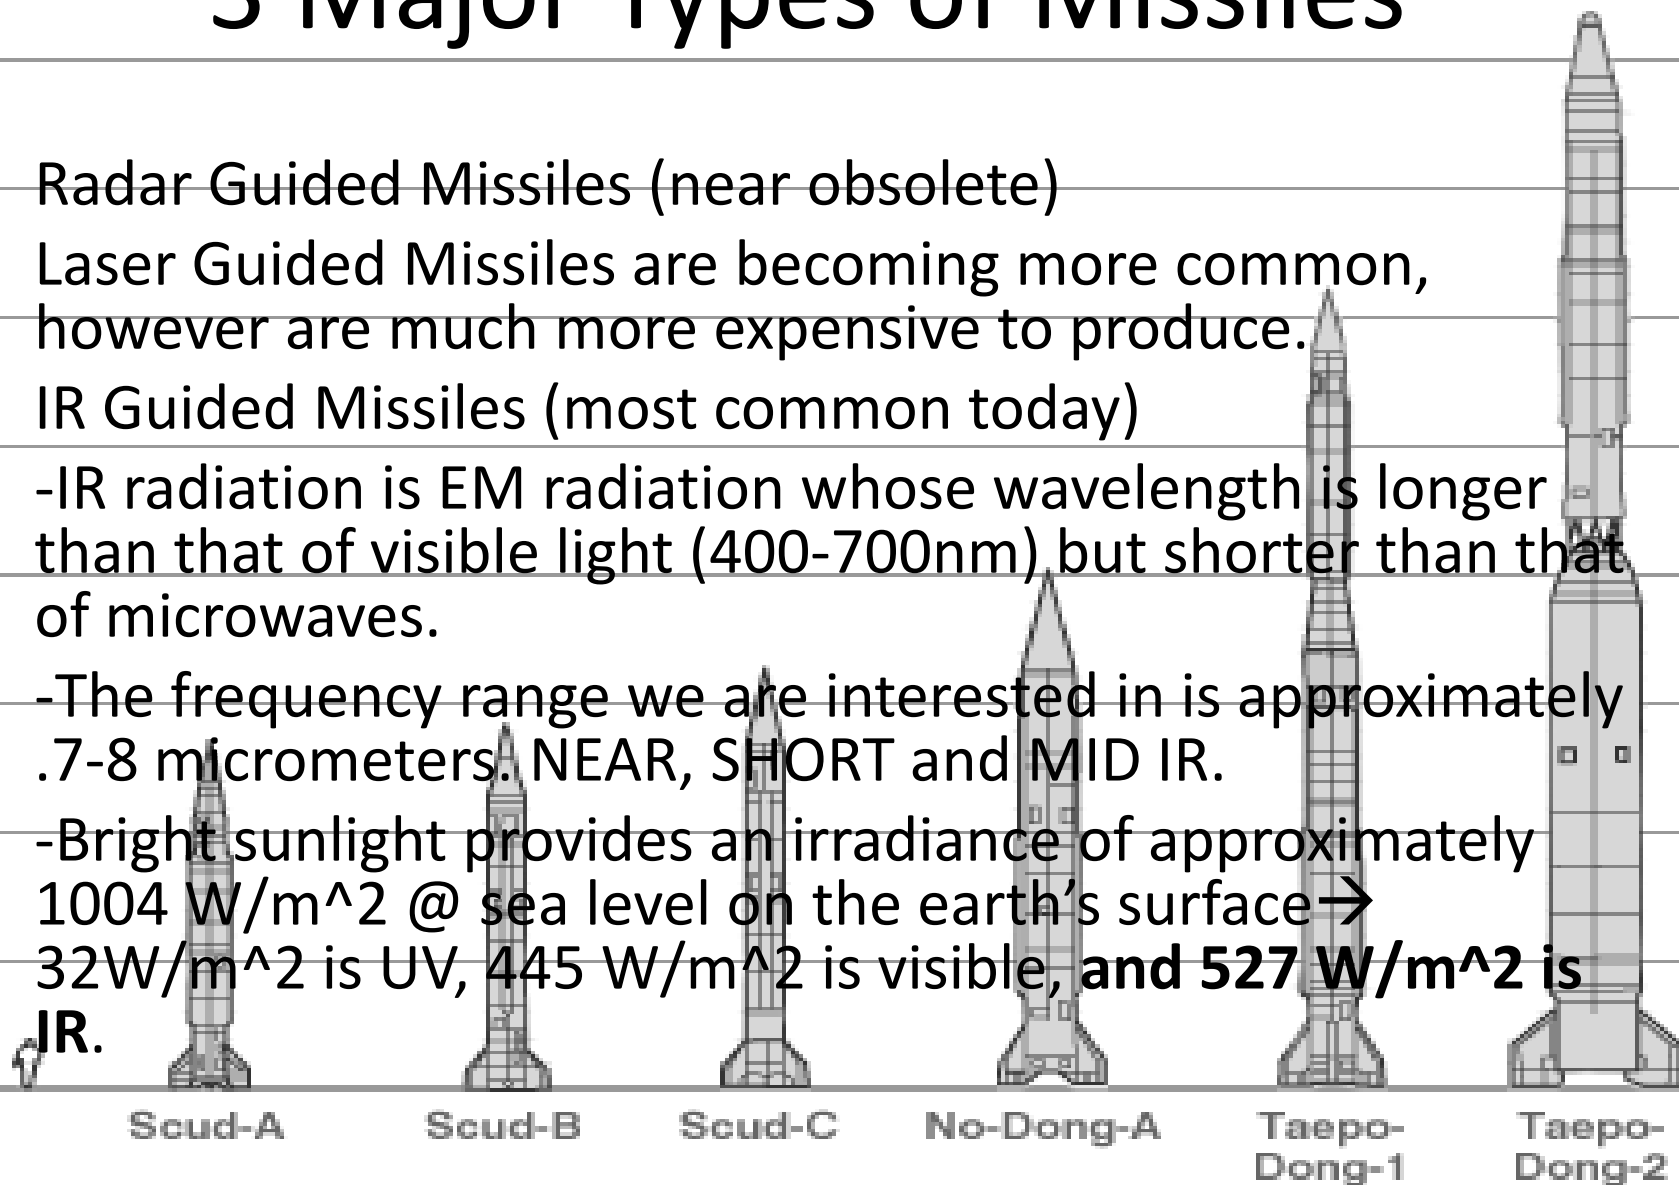 3 Major Types of Missiles
Radar Guided Missiles (near obsolete)
Laser Guided Missiles are becoming more common,
however are much more expensive to produce.
IR Guided Missiles (most common today)
-IR radiation is EM radiation whose wavelength is longer
than that of visible light (400-700nm) but shorter than that
of microwaves.
-The frequency range we are interested in is approximately
.7-8 micrometers. NEAR, SHORT and MID IR.
-Bright sunlight provides an irradiance of approximately
1004 W/m^2 @ sea level on the earth’s surface→
32W/m^2 is UV, 445 W/m^2 is visible, and 527 W/m^2 is
IR.
Scud-A
Scud-B
Scud-C
No-Dong-A
Taepo-
Dong-1
Taepo-
Dong-2